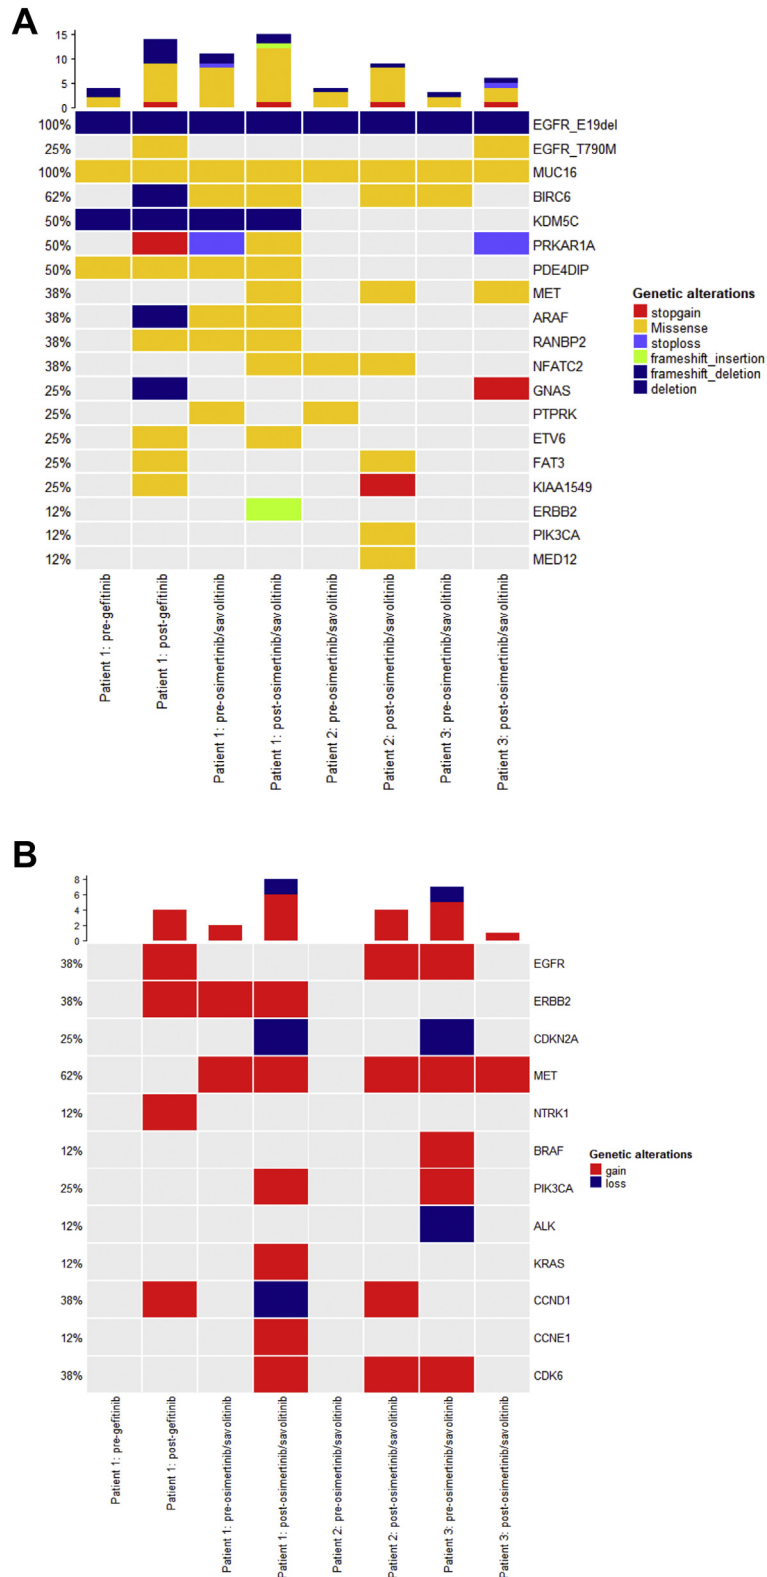 A
15
10
5
0
100% EGFR_E19del
25% EGFR_T790M
100% MUC16
62% BIRC6
50% KDM5C
50% PRKAR1A
50% PDE4DIP
38% MET
38% ARAF
38% RANBP2
38% NFATC2
25% GNAS
25% PTPRK
25% ETV6
25% FAT3
25% KIAA1549
12% ERBB2
12% PIK3CA
12% MED12
Genetic alterations
stopgain
Missense
stoploss
frameshift_insertion
frameshift_deletion
deletion
Patient 1: pre-gefitinib
Patient 1: post-gefitinib
Patient 1: pre-osimertinib/savolitinib
Patient 1: post-osimertinib/savolitinib
Patient 2: pre-osimertinib/savolitinib
Patient 2: post-osimertinib/savolitinib
Patient 3: pre-osimertinib/savolitinib
Patient 3: post-osimertinib/savolitinib
B
8
6
4
2
0
38% EGFR
38% ERBB2
25% CDKN2A
62% MET
12% NTRK1
12% BRAF
25% PIK3CA
12% ALK
12% KRAS
38% CCND1
12% CCNE1
38% CDK6
Genetic alterations
gain
loss
Patient 1: pre-gefitinib
Patient 1: post-gefitinib
Patient 1: pre-osimertinib/savolitinib
Patient 1: post-osimertinib/savolitinib
Patient 2: pre-osimertinib/savolitinib
Patient 2: post-osimertinib/savolitinib
Patient 3: pre-osimertinib/savolitinib
Patient 3: post-osimertinib/savolitinib